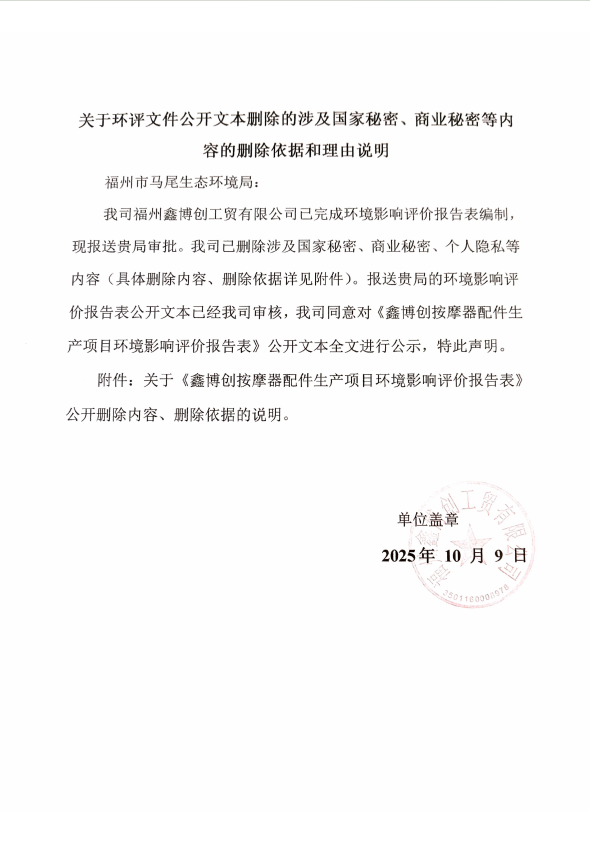 关于环评文件公开文本删除的涉及国家秘密、商业秘密等内
容的删除依据和理由说明
福州市马尾生态环境局：
我司福州鑫博创工贸有限公司已完成环境影响评价报告表编制，
现报送贵局审批。我司已删除涉及国家秘密、商业秘密、个人隐私等
内容（具体删除内容、删除依据详见附件）。报送贵局的环境影响评
价报告表公开文本已经我司审核，我司同意对《鑫博创按摩器配件生
产项目环境影响评价报告表》公开文本全文进行公示，特此声明。
附件：关于《鑫博创按摩器配件生产项目环境影响评价报告表》
公开删除内容、删除依据的说明。
单位盖章
2025年 10 月 9 日
福州鑫博创工贸有限公司